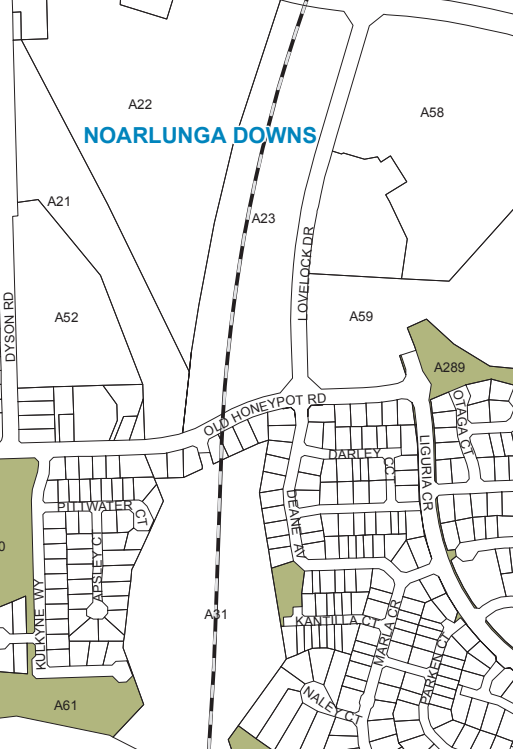 A22
A58
NOARLUNGA DOWNS
A21
A23
LOVELOCK DR
DYSON RD
A52
A59
A289
OLD HONEYPOT RD
OTAGA CT
LIGURIA CR
DARLEY
CC
PITTWATER
CT
DEANE AV
APSLEY C
0
KULKYNE WY
A31
KANTILLA CT
MARLA CR
PARKEN CT
NALEY CT
A61